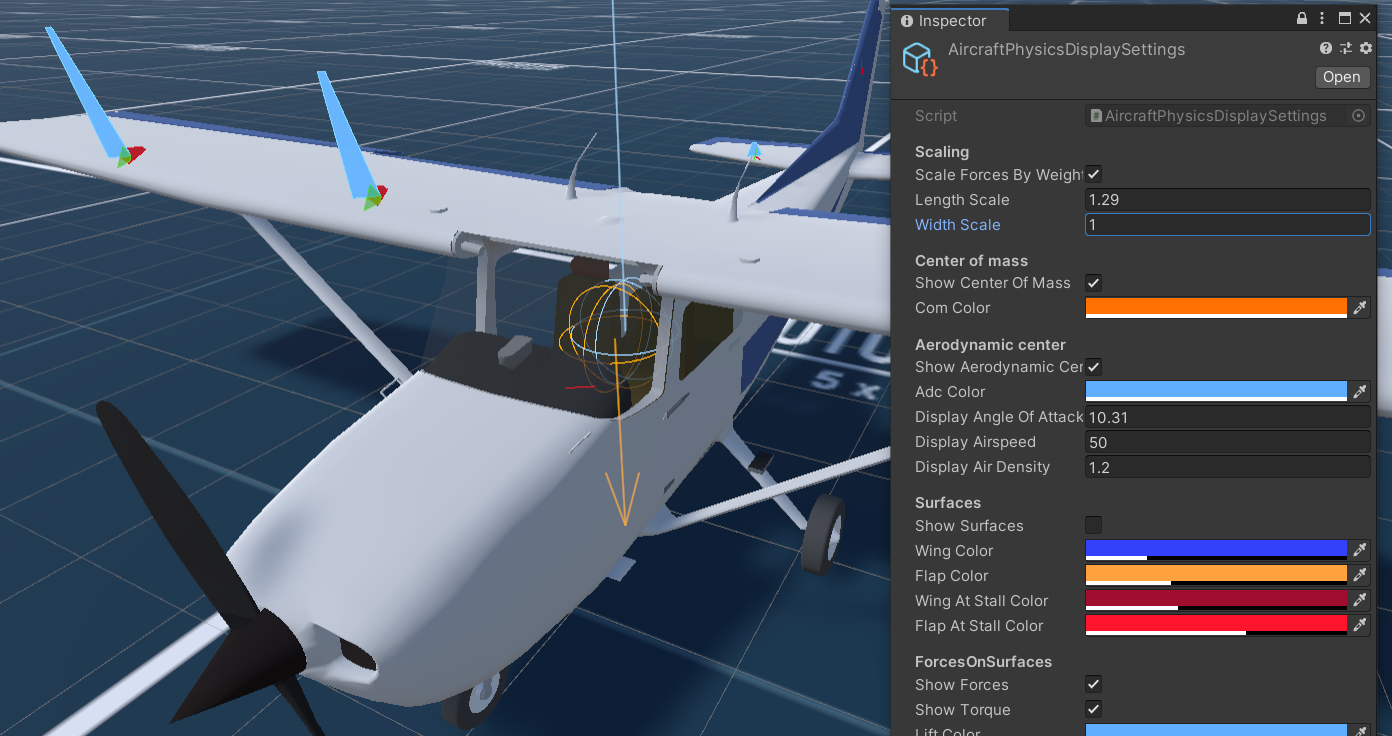 Inspector
AircraftPhysicsDisplaySettings
Open
Script AircraftPhysicsDisplaySettings
Scaling
Scale Forces By Weight
Length Scale 1.29
Width Scale 1
Center of mass
Show Center Of Mass
Com Color
Aerodynamic center
Show Aerodynamic Cen
Adc Color
Display Angle Of Attack 10.31
Display Airspeed 50
Display Air Density 1.2
Surfaces
Show Surfaces
Wing Color
Flap Color
Wing At Stall Color
Flap At Stall Color
ForcesOnSurfaces
Show Forces
Show Torque
Lift Color
5 x